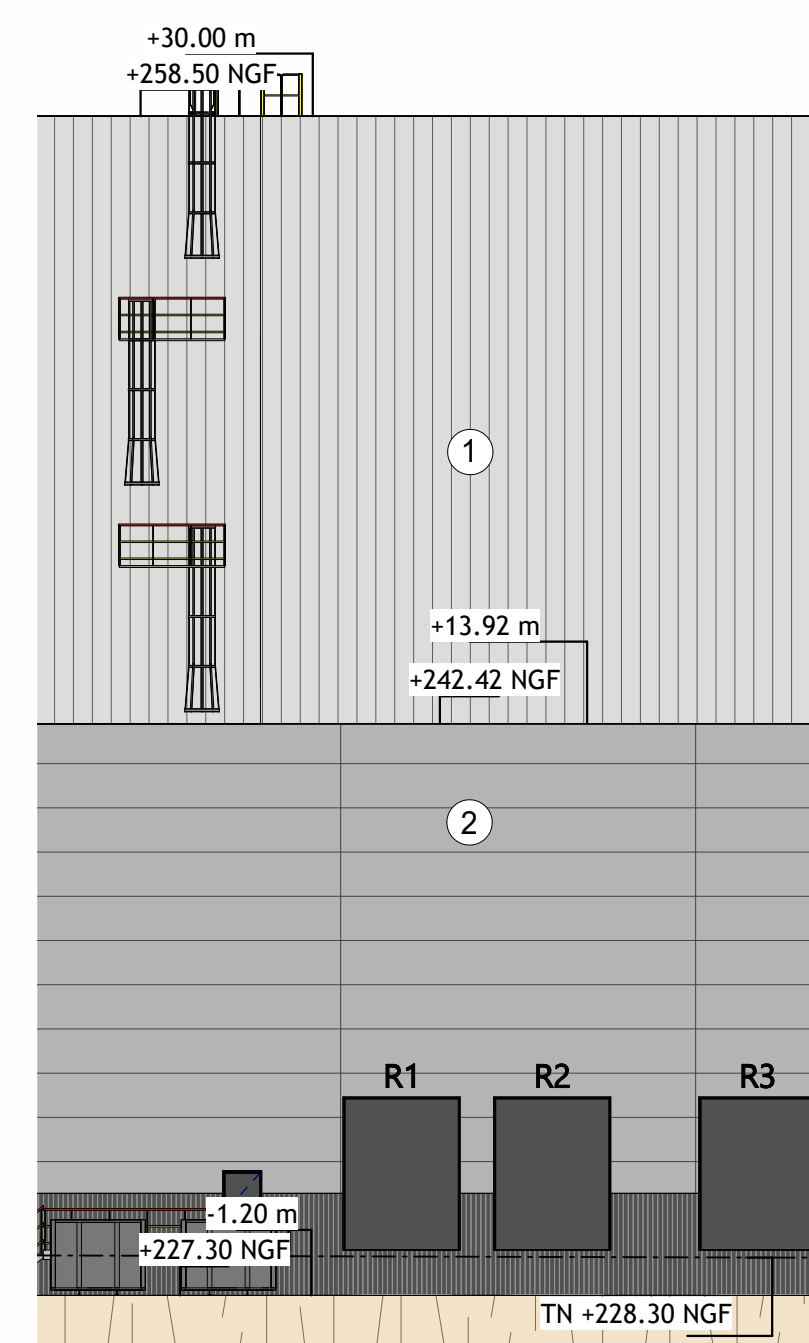 +30.00 m
+258.50 NGF
1
+13.92 m
+242.42 NGF
2
R1 R2 R3
-1.20 m
+227.30 NGF
TN +228.30 NGF